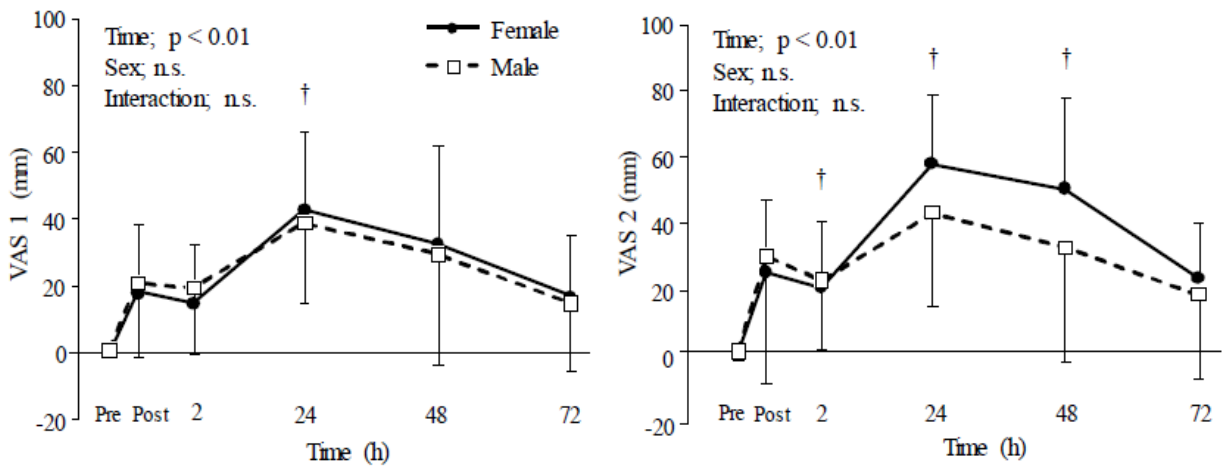 100
80
60
40
20
0
-20
VAS 1 (mm)
Time; p < 0.01
Sex; n.s.
Interaction; n.s.
Female
Male
†
Pre Post 2 24 48 72
Time (h)
100
80
60
40
20
0
-20
VAS 2 (mm)
Time; p < 0.01
Sex; n.s.
Interaction; n.s.
† †
†
Pre Post 2 24 48 72
Time (h)